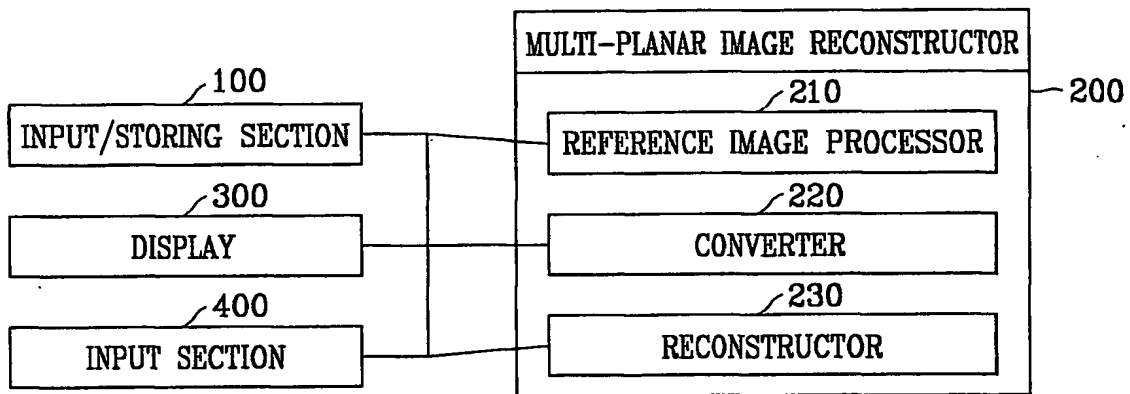 MULTI-PLANAR IMAGE RECONSTRUCTOR
100
INPUT/STORING SECTION
300
DISPLAY
400
INPUT SECTION
200
210
REFERENCE IMAGE PROCESSOR
220
CONVERTER
230
RECONSTRUCTOR